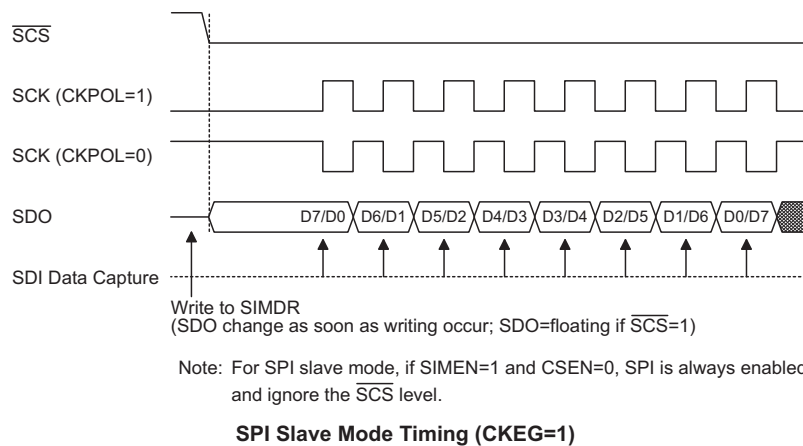 SCS
SCK (CKPOL=1)
SCK (CKPOL=0)
SDO D7/D0 D6/D1 D5/D2 D4/D3 D3/D4 D2/D5 D1/D6 D0/D7
SDI Data Capture
Write to SIMDR
(SDO change as soon as writing occur; SDO=floating if SCS=1)
Note: For SPI slave mode, if SIMEN=1 and CSEN=0, SPI is always enabled
and ignore the SCS level.
SPI Slave Mode Timing (CKEG=1)